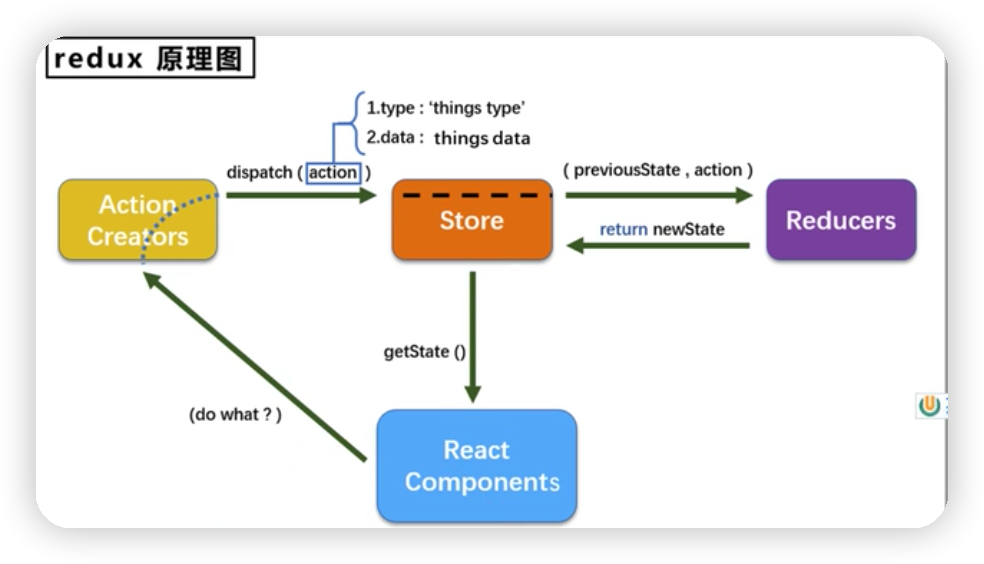 redux 原理图
1.type : ‘things type’
2.data : things data
dispatch ( action )
( previousState , action )
Action
Creators
Store
Reducers
return newState
getState ()
(do what ? )
React
Components